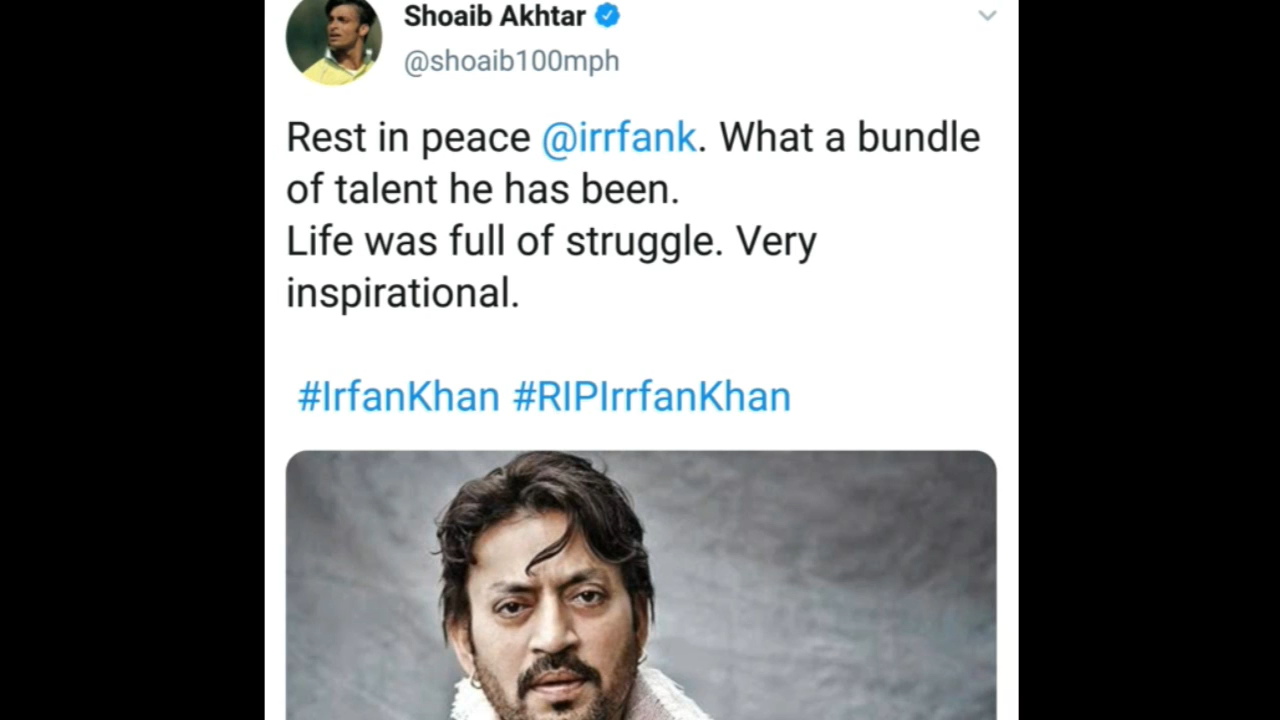 Shoaib Akhtar
@shoaib100mph
Rest in peace @irrfank. What a bundle
of talent he has been.
Life was full of struggle. Very
inspirational.
#IrfanKhan #RIPIrrfanKhan